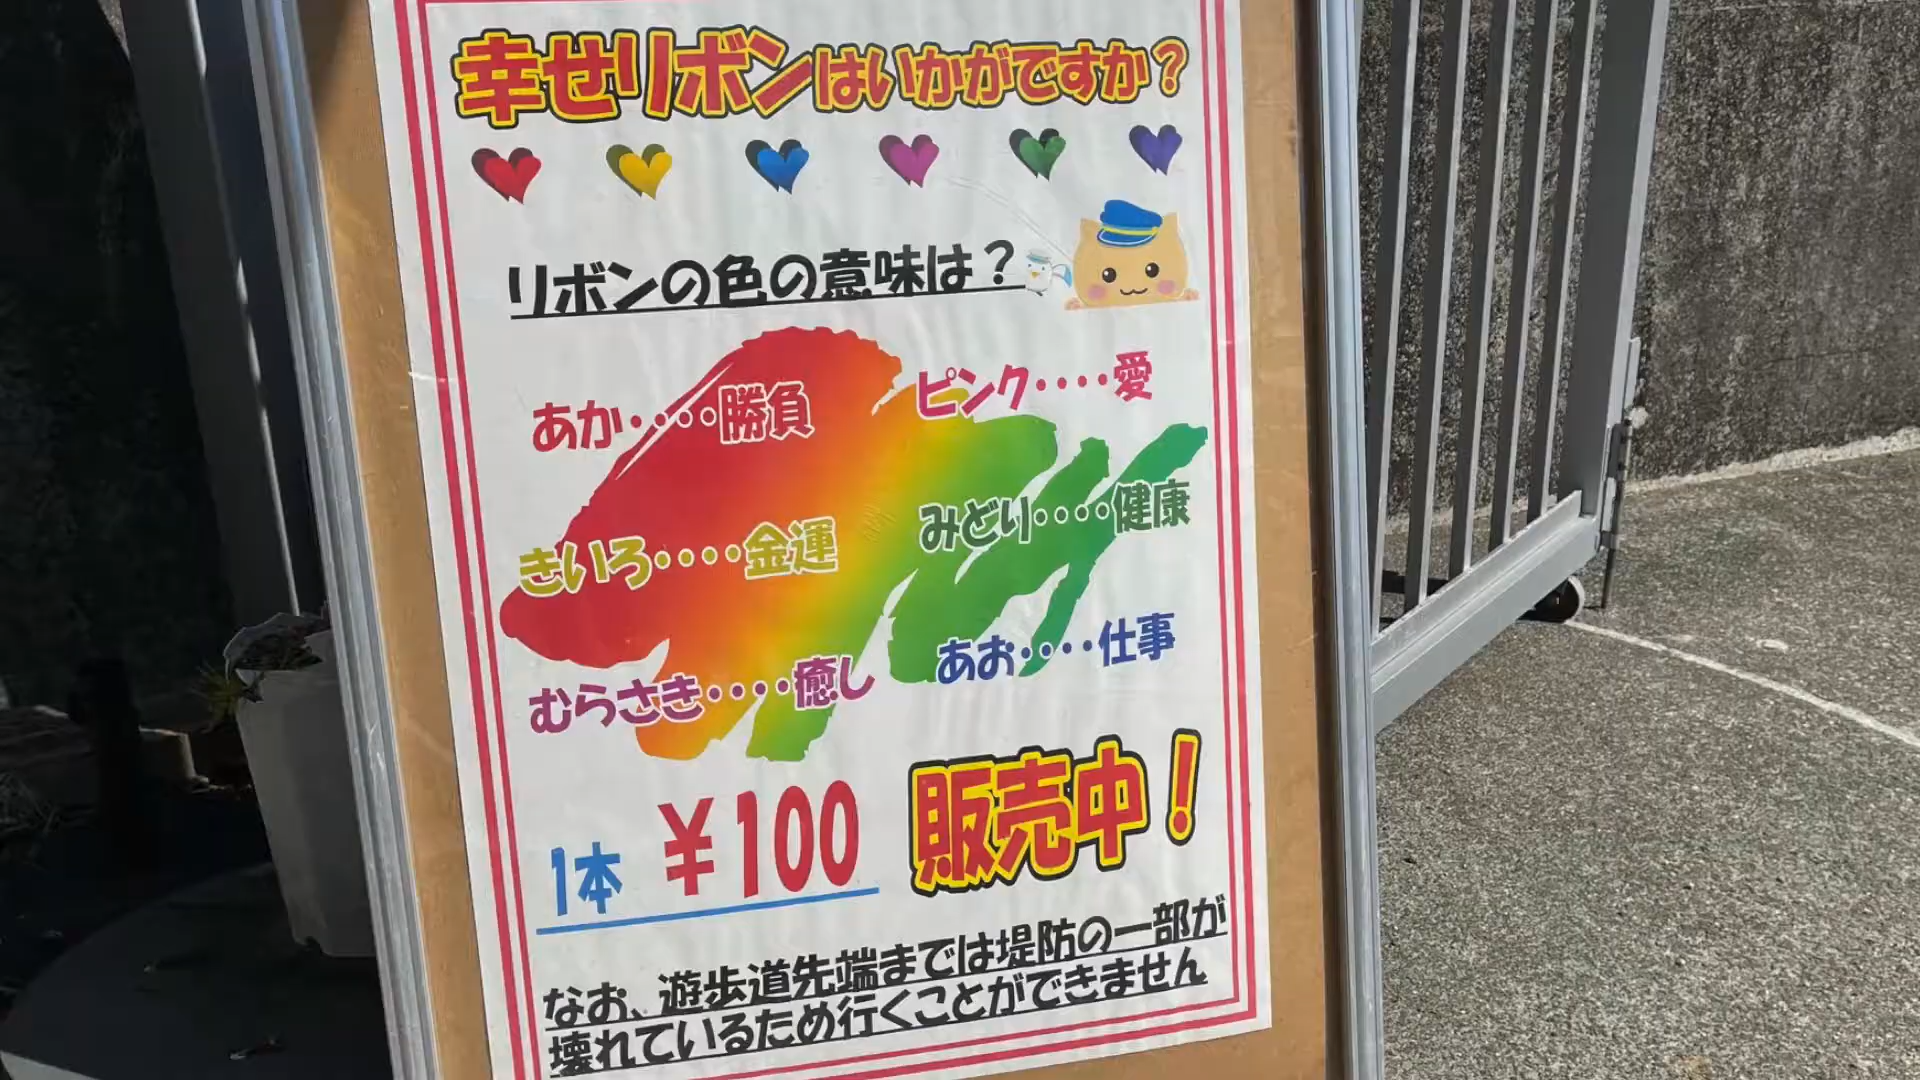 幸せリボンはいかがですか？
リボンの色の意味は？
あか････勝負
ピンク････愛
きいろ････金運
みどり････健康
むらさき････癒し
あお････仕事
1本 ￥100 販売中！
なお、遊歩道先端までは堤防の一部が
壊れているため行くことができません